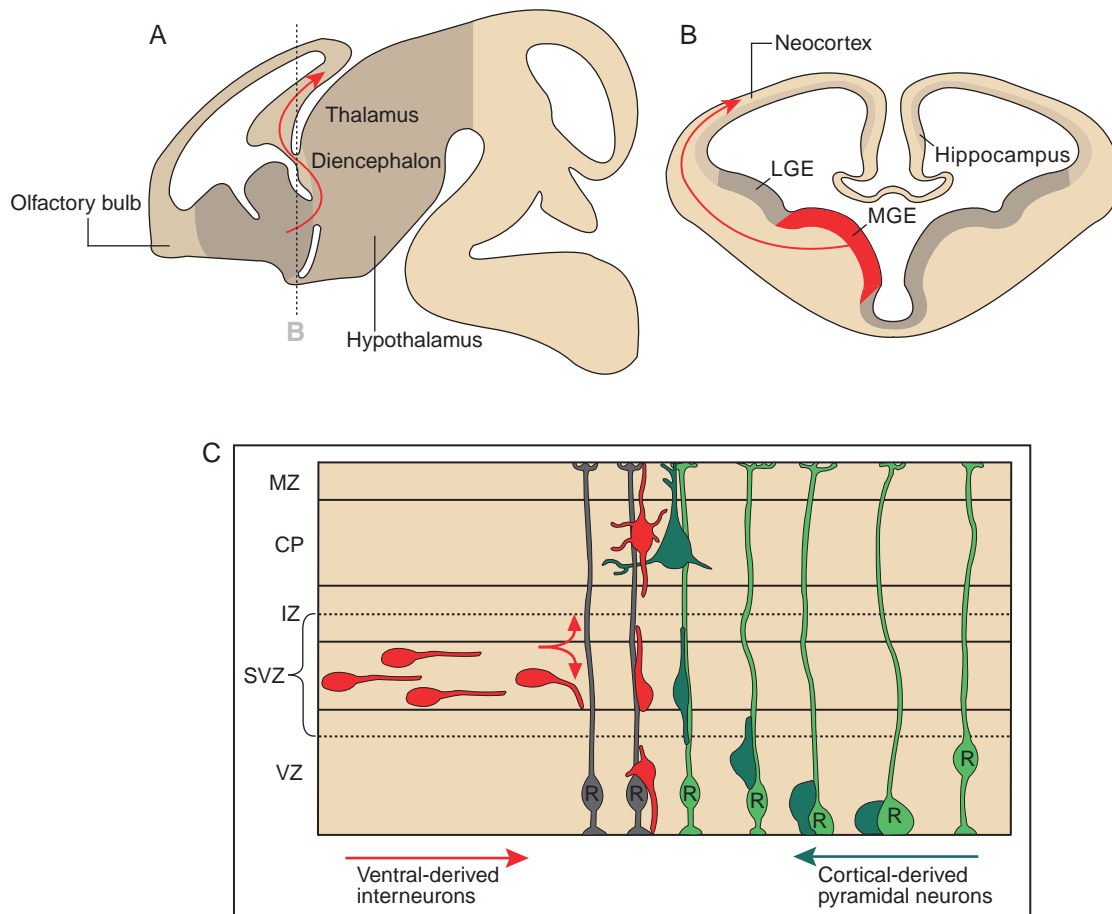 A
B
Neocortex
Thalamus
Diencephalon
Hippocampus
LGE
MGE
Olfactory bulb
B
Hypothalamus
C
MZ
CP
IZ
SVZ
VZ
R
R
R
R
R
R
R
Ventral-derived
interneurons
Cortical-derived
pyramidal neurons